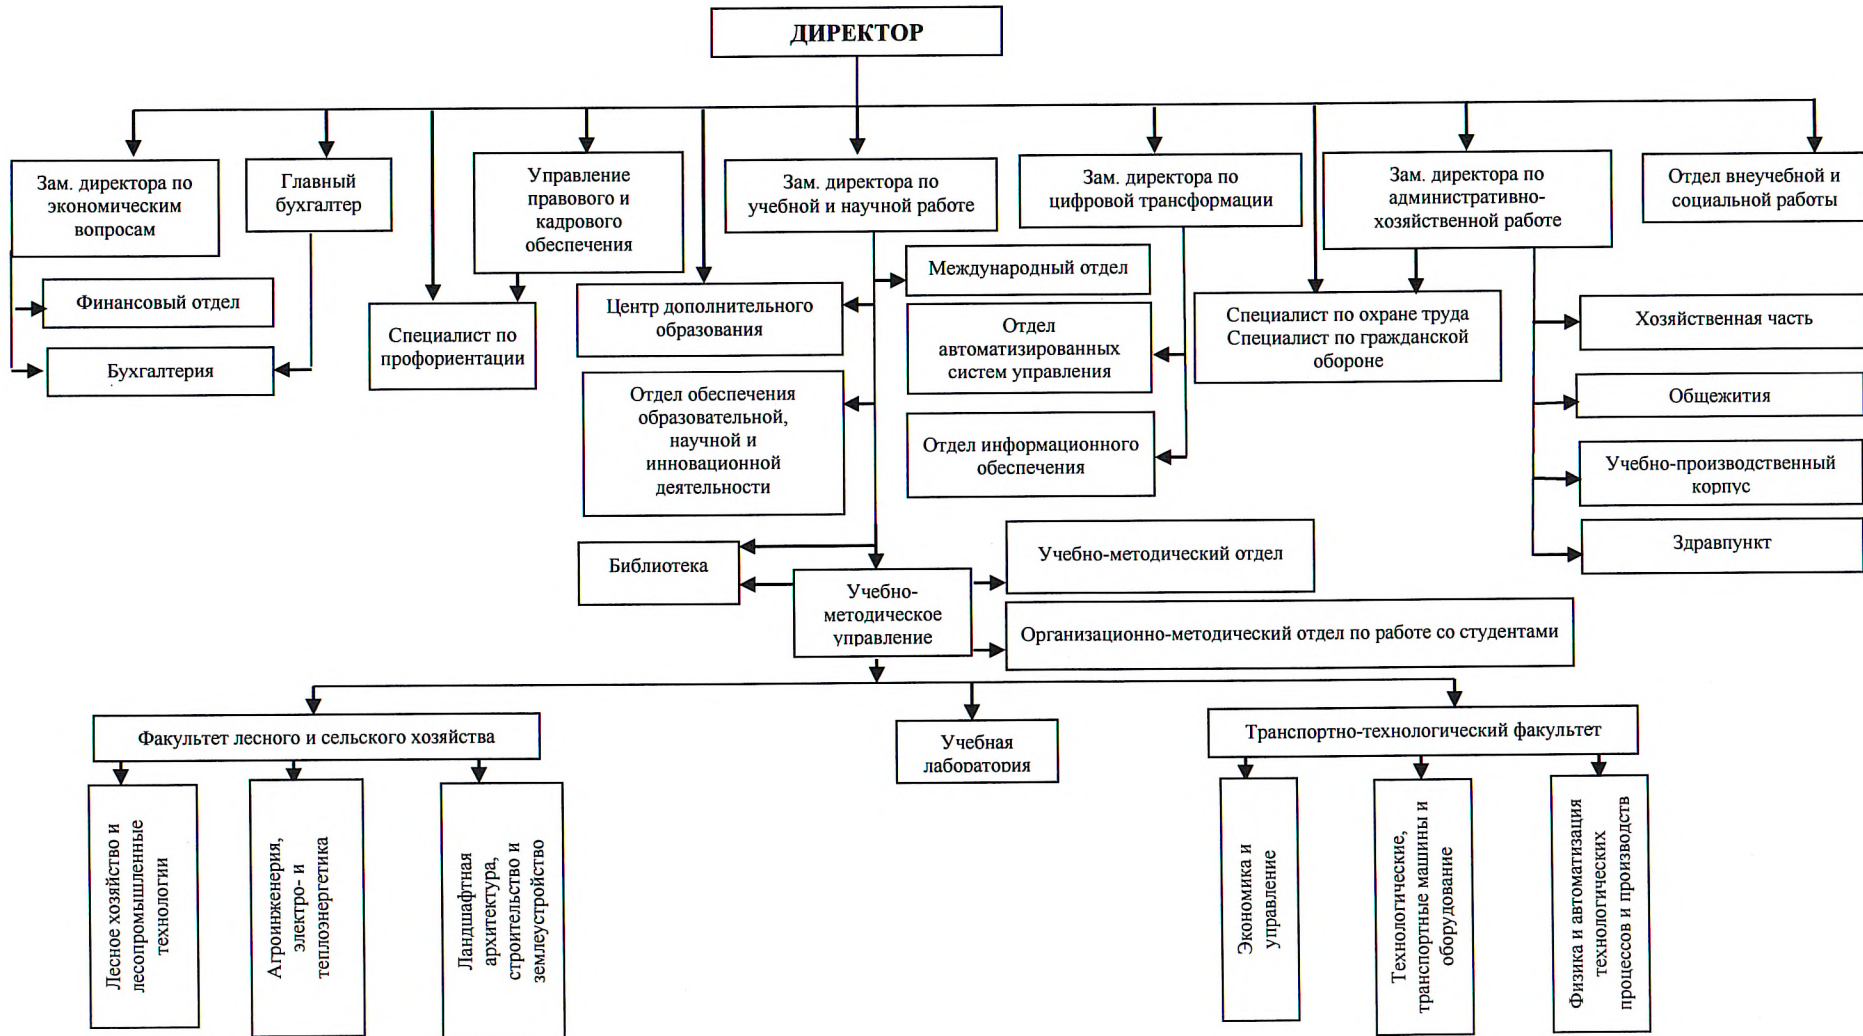 ДИРЕКТОР
Зам. директора по
экономическим
вопросам
Главный
бухгалтер
Управление
правового и
кадрового
обеспечения
Зам. директора по
учебной и научной работе
Зам. директора по
цифровой трансформации
Зам. директора по
административно-
хозяйственной работе
Отдел внеучебной и
социальной работы
Финансовый отдел
Бухгалтерия
Специалист по
профориентации
Центр дополнительного
образования
Отдел обеспечения
образовательной,
научной и
инновационной
деятельности
Международный отдел
Отдел
автоматизированных
систем управления
Отдел информационного
обеспечения
Специалист по охране труда
Специалист по гражданской
обороне
Хозяйственная часть
Общежития
Учебно-производственный
корпус
Здравпункт
Библиотека
Учебно-
методическое
управление
Учебно-методический отдел
Организационно-методический отдел по работе со студентами
Факультет лесного и сельского хозяйства
Учебная
лаборатория
Транспортно-технологический факультет
Лесное хозяйство и
лесопромышленные
технологии
Агроинженерия,
электро- и
теплоэнергетика
Ландшафтная
архитектура,
строительство и
землеустройство
Экономика и
управление
Технологические,
транспортные машины и
оборудование
Физика и автоматизация
технологических
процессов и производств